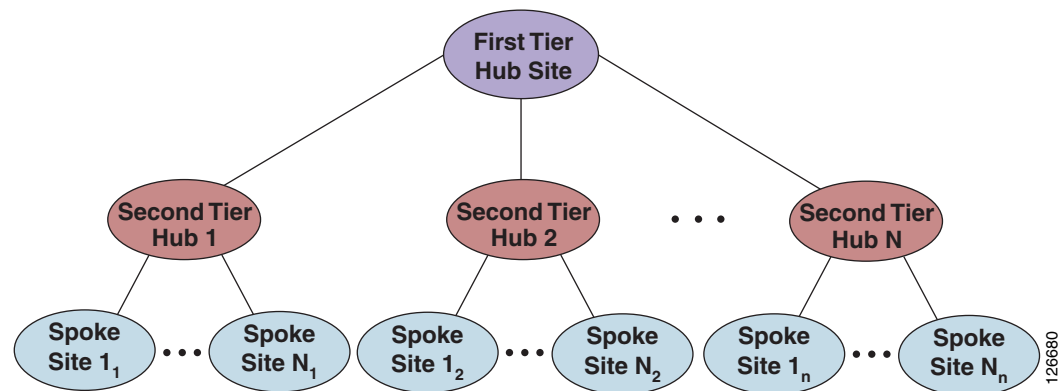 First Tier
Hub Site
Second Tier
Hub 1
Second Tier
Hub 2
• • •
Second Tier
Hub N
Spoke
Site 1₁
•••
Spoke
Site N₁
Spoke
Site 1₂
•••
Spoke
Site N₂
Spoke
Site 1ₙ
•••
Spoke
Site Nₙ
126680